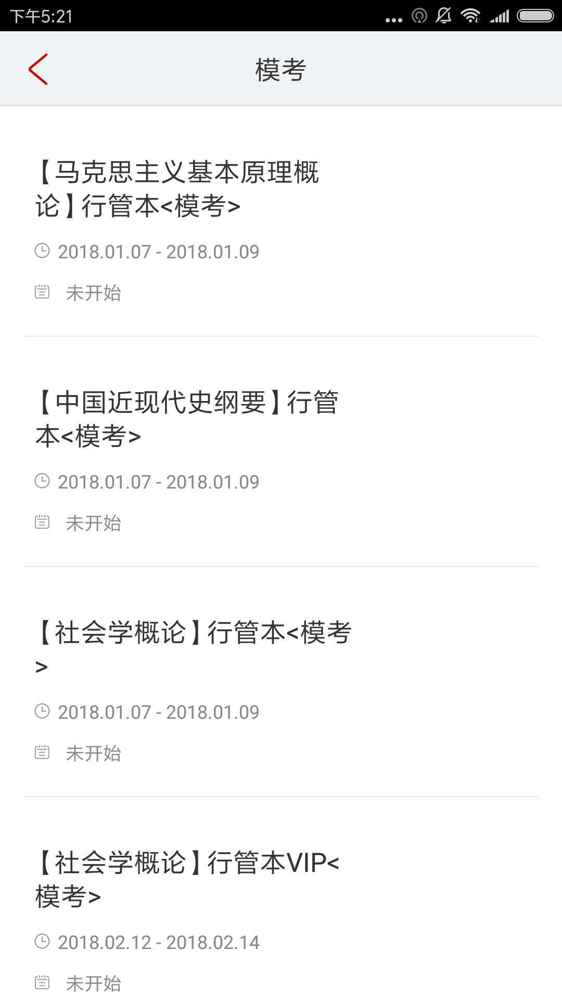 下午5:21
模考
【马克思主义基本原理概
论】行管本<模考>
2018.01.07 - 2018.01.09
未开始
【中国近现代史纲要】行管
本<模考>
2018.01.07 - 2018.01.09
未开始
【社会学概论】行管本<模考
>
2018.01.07 - 2018.01.09
未开始
【社会学概论】行管本VIP<
模考>
2018.02.12 - 2018.02.14
未开始